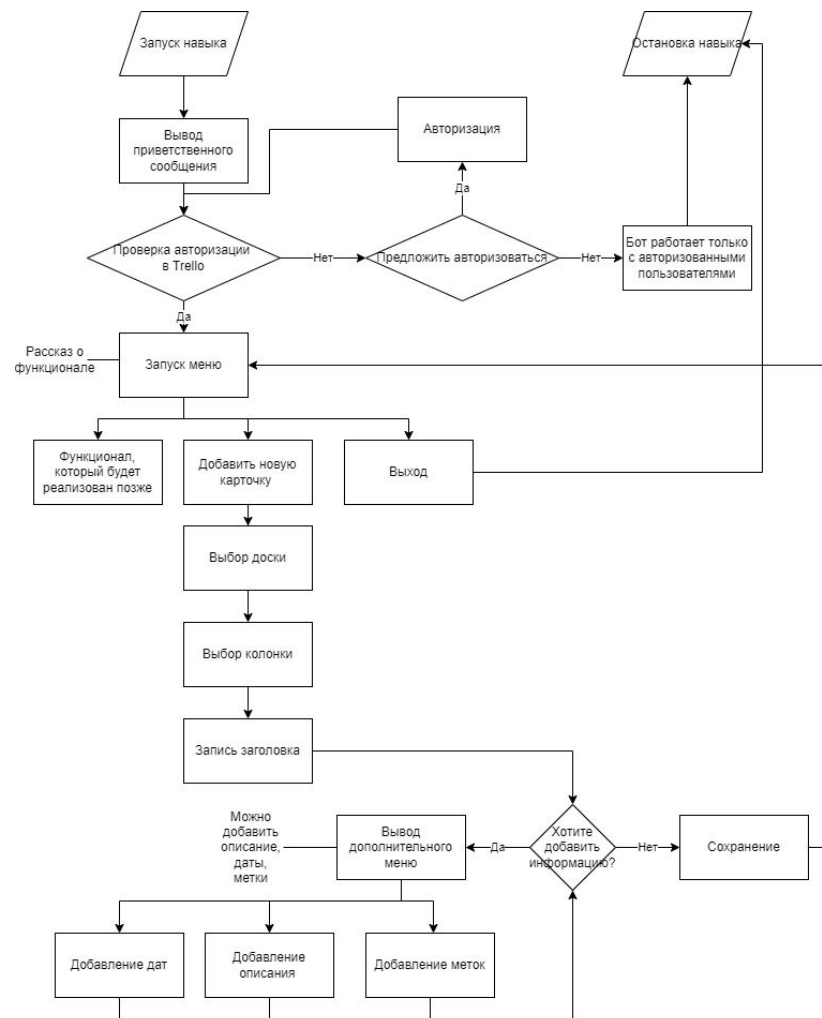 Запуск навыка
Остановка навыка
Вывод
приветственного
сообщения
Авторизация
Да
Проверка авторизации
в Trello
Нет
Предложить авторизоваться
Нет
Бот работает только
с авторизованными
пользователями
Да
Рассказ о
функционале
Запуск меню
Функционал,
который будет
реализован позже
Добавить новую
карточку
Выход
Выбор доски
Выбор колонки
Запись заголовка
Можно
добавить
описание,
даты,
метки
Вывод
дополнительного
меню
Да
Хотите
добавить
информацию?
Нет
Сохранение
Добавление дат
Добавление
описания
Добавление меток